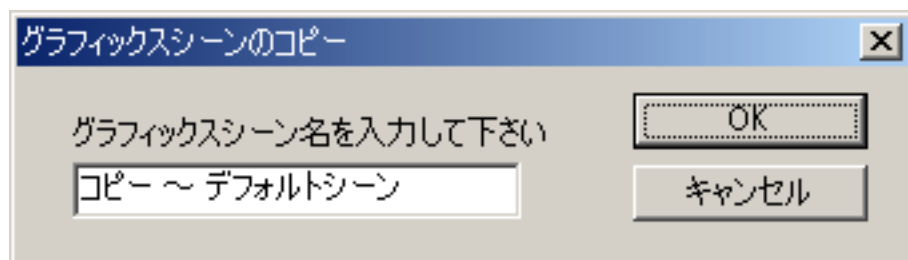 グラフィックスシーンのコピー
グラフィックスシーン名を入力して下さい
コピー ～ デフォルトシーン
OK
キャンセル